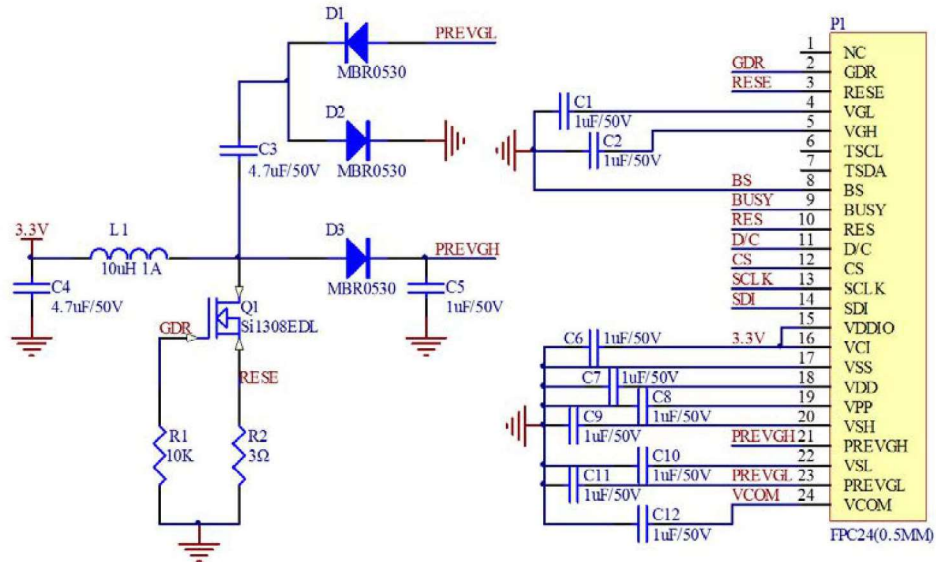 D1
PREVGL
MBR0530
D2
MBR0530
C3
4.7uF/50V
3.3V
L1
10uH 1A
D3
PREVGH
MBR0530
C4
4.7uF/50V
C5
1uF/50V
Q1
Si1308EDL
GDR
RESE
R1
10K
R2
3Ω
P1
1 NC
GDR 2 GDR
RESE 3 RESE
C1
1uF/50V
4 VGL
5 VGH
C2
1uF/50V
6 TSCL
7 TSDA
BS 8 BS
BUSY 9 BUSY
RES 10 RES
D/C 11 D/C
CS 12 CS
SCLK 13 SCLK
SDI 14 SDI
15 VDDIO
C6 1uF/50V 3.3V 16 VCI
17 VSS
C7 1uF/50V 18 VDD
C8 19 VPP
1uF/50V
C9 20 VSH
1uF/50V
PREVGH 21 PREVGH
C10 22 VSL
1uF/50V
C11 PREVGL 23 PREVGL
1uF/50V
VCOM 24 VCOM
C12
1uF/50V
FPC24(0.5MM)